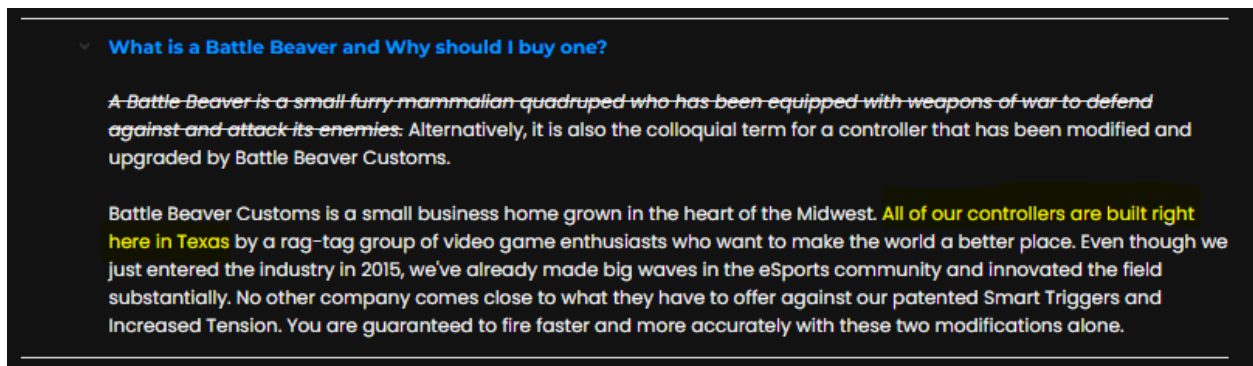 What is a Battle Beaver and Why should I buy one?
A Battle Beaver is a small furry mammalian quadruped who has been equipped with weapons of war to defend
against and attack its enemies. Alternatively, it is also the colloquial term for a controller that has been modified and
upgraded by Battle Beaver Customs.
Battle Beaver Customs is a small business home grown in the heart of the Midwest. All of our controllers are built right
here in Texas by a rag-tag group of video game enthusiasts who want to make the world a better place. Even though we
just entered the industry in 2015, we've already made big waves in the eSports community and innovated the field
substantially. No other company comes close to what they have to offer against our patented Smart Triggers and
Increased Tension. You are guaranteed to fire faster and more accurately with these two modifications alone.